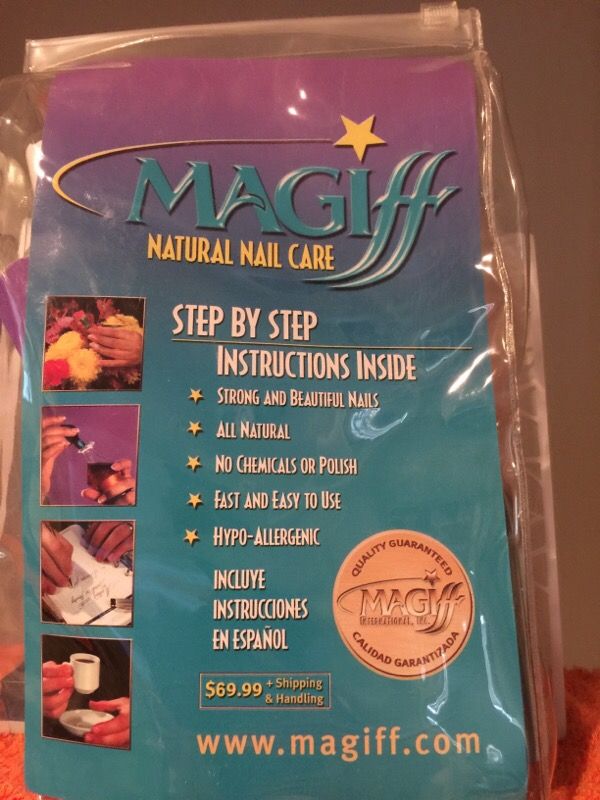 MAGIff
NATURAL NAIL CARE
STEP BY STEP
INSTRUCTIONS INSIDE
STRONG AND BEAUTIFUL NAILS
ALL NATURAL
NO CHEMICALS OR POLISH
FAST AND EASY TO USE
HYPO-ALLERGENIC
INCLUYE
INSTRUCCIONES
EN ESPAÑOL
QUALITY GUARANTEED
MAGIff
INTERNATIONAL, INC.
CALIDAD GARANTIZADA
$69.99 + Shipping
& Handling
www.magiff.com